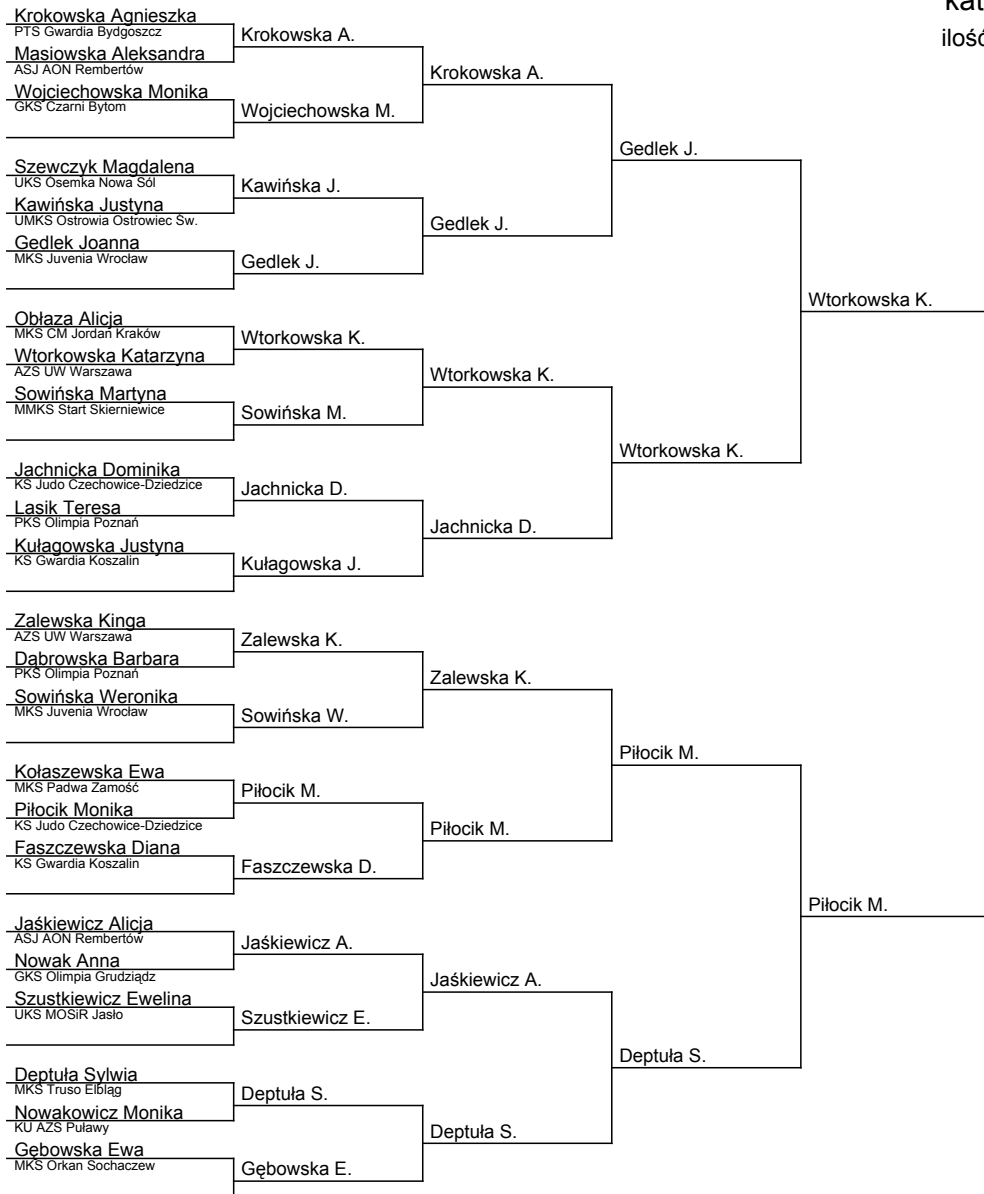 Krokowska Agnieszka
PTS Gwardia Bydgoszcz
Masiowska Aleksandra
ASJ AON Rembertów
Wojciechowska Monika
GKS Czarni Bytom
Szewczyk Magdalena
UKS Ósemka Nowa Sól
Kawińska Justyna
UMKS Ostrowia Ostrowiec Św.
Gedlek Joanna
MKS Juvenia Wrocław
Obłaza Alicja
MKS CM Jordan Kraków
Wtorkowska Katarzyna
AZS UW Warszawa
Sowińska Martyna
MMKS Start Skierniewice
Jachnicka Dominika
KS Judo Czechowice-Dziedzice
Lasik Teresa
PKS Olimpia Poznań
Kułagowska Justyna
KS Gwardia Koszalin
Zalewska Kinga
AZS UW Warszawa
Dąbrowska Barbara
PKS Olimpia Poznań
Sowińska Weronika
MKS Juvenia Wrocław
Kołaszewska Ewa
MKS Padwa Zamość
Piłocik Monika
KS Judo Czechowice-Dziedzice
Faszczewska Diana
KS Gwardia Koszalin
Jaśkiewicz Alicja
ASJ AON Rembertów
Nowak Anna
GKS Olimpia Grudziądz
Szustkiewicz Ewelina
UKS MOSiR Jasło
Deptuła Sylwia
MKS Truso Elbląg
Nowakowicz Monika
KU AZS Puławy
Gębowska Ewa
MKS Orkan Sochaczew
Krokowska A.
Wojciechowska M.
Kawińska J.
Gedlek J.
Wtorkowska K.
Sowińska M.
Jachnicka D.
Kułagowska J.
Zalewska K.
Sowińska W.
Piłocik M.
Faszczewska D.
Jaśkiewicz A.
Szustkiewicz E.
Deptuła S.
Gębowska E.
Krokowska A.
Gedlek J.
Wtorkowska K.
Jachnicka D.
Zalewska K.
Piłocik M.
Jaśkiewicz A.
Deptuła S.
Gedlek J.
Wtorkowska K.
Piłocik M.
Deptuła S.
Wtorkowska K.
Piłocik M.
kat
ilość